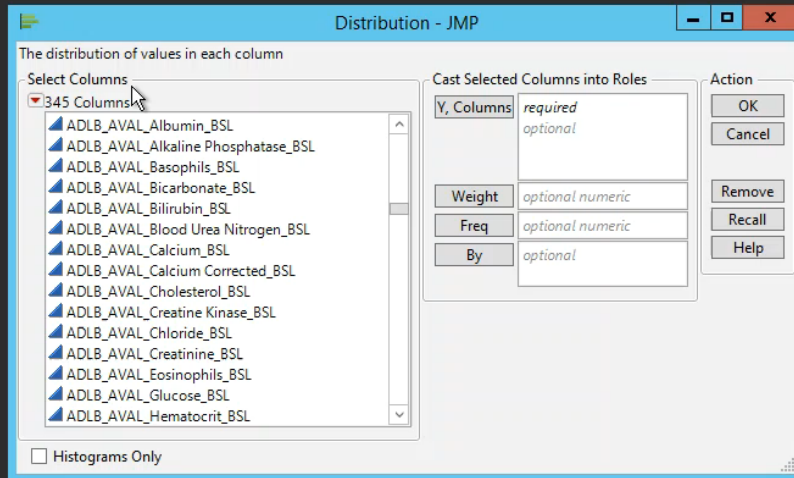 Distribution - JMP
The distribution of values in each column
Select Columns
345 Columns
ADLB_AVAL_Albumin_BSL
ADLB_AVAL_Alkaline Phosphatase_BSL
ADLB_AVAL_Basophils_BSL
ADLB_AVAL_Bicarbonate_BSL
ADLB_AVAL_Bilirubin_BSL
ADLB_AVAL_Blood Urea Nitrogen_BSL
ADLB_AVAL_Calcium_BSL
ADLB_AVAL_Calcium Corrected_BSL
ADLB_AVAL_Cholesterol_BSL
ADLB_AVAL_Creatine Kinase_BSL
ADLB_AVAL_Chloride_BSL
ADLB_AVAL_Creatinine_BSL
ADLB_AVAL_Eosinophils_BSL
ADLB_AVAL_Glucose_BSL
ADLB_AVAL_Hematocrit_BSL
Histograms Only
Cast Selected Columns into Roles
Y, Columns
required
optional
Weight
optional numeric
Freq
optional numeric
By
optional
Action
OK
Cancel
Remove
Recall
Help